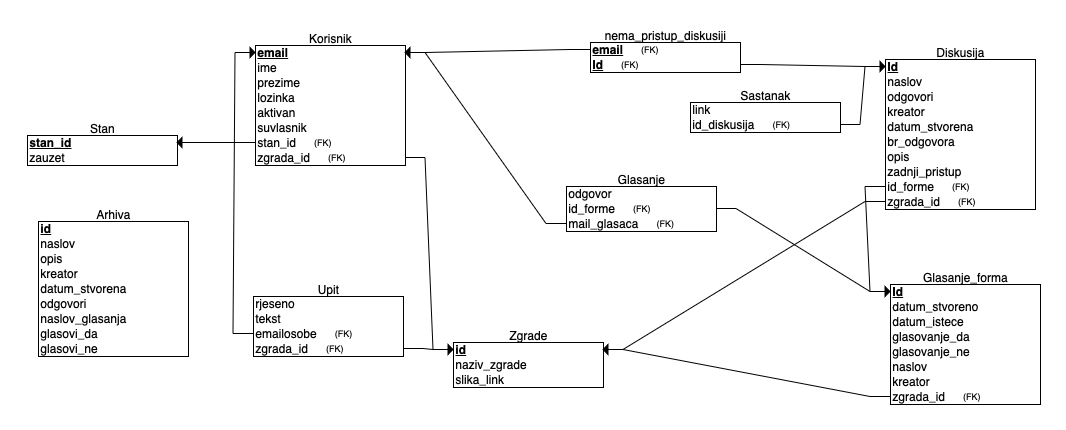 Korisnik
email
ime
prezime
lozinka
aktivan
suvlasnik
stan_id (FK)
zgrada_id (FK)
nema_pristup_diskusiji
email (FK)
Id (FK)
Diskusija
Id
naslov
odgovori
kreator
datum_stvorena
br_odgovora
opis
zadnji_pristup
id_forme (FK)
zgrada_id (FK)
Sastanak
link
id_diskusija (FK)
Stan
stan_id
zauzet
Glasanje
odgovor
id_forme (FK)
mail_glasaca (FK)
Arhiva
id
naslov
opis
kreator
datum_stvorena
odgovori
naslov_glasanja
glasovi_da
glasovi_ne
Upit
rjeseno
tekst
emailosobe (FK)
zgrada_id (FK)
Zgrade
id
naziv_zgrade
slika_link
Glasanje_forma
Id
datum_stvoreno
datum_istece
glasovanje_da
glasovanje_ne
naslov
kreator
zgrada_id (FK)